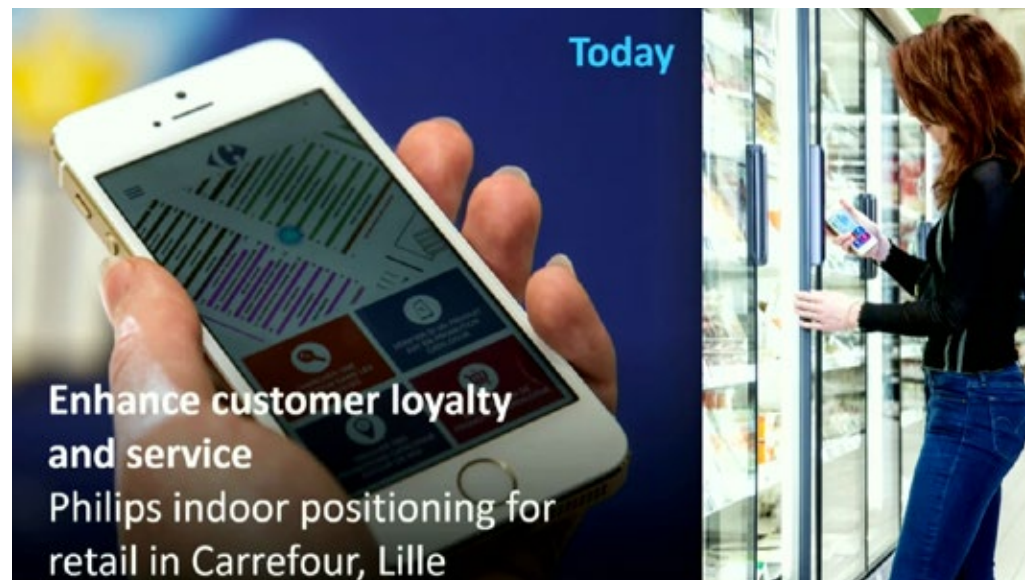 Today
Enhance customer loyalty
and service
Philips indoor positioning for
retail in Carrefour, Lille